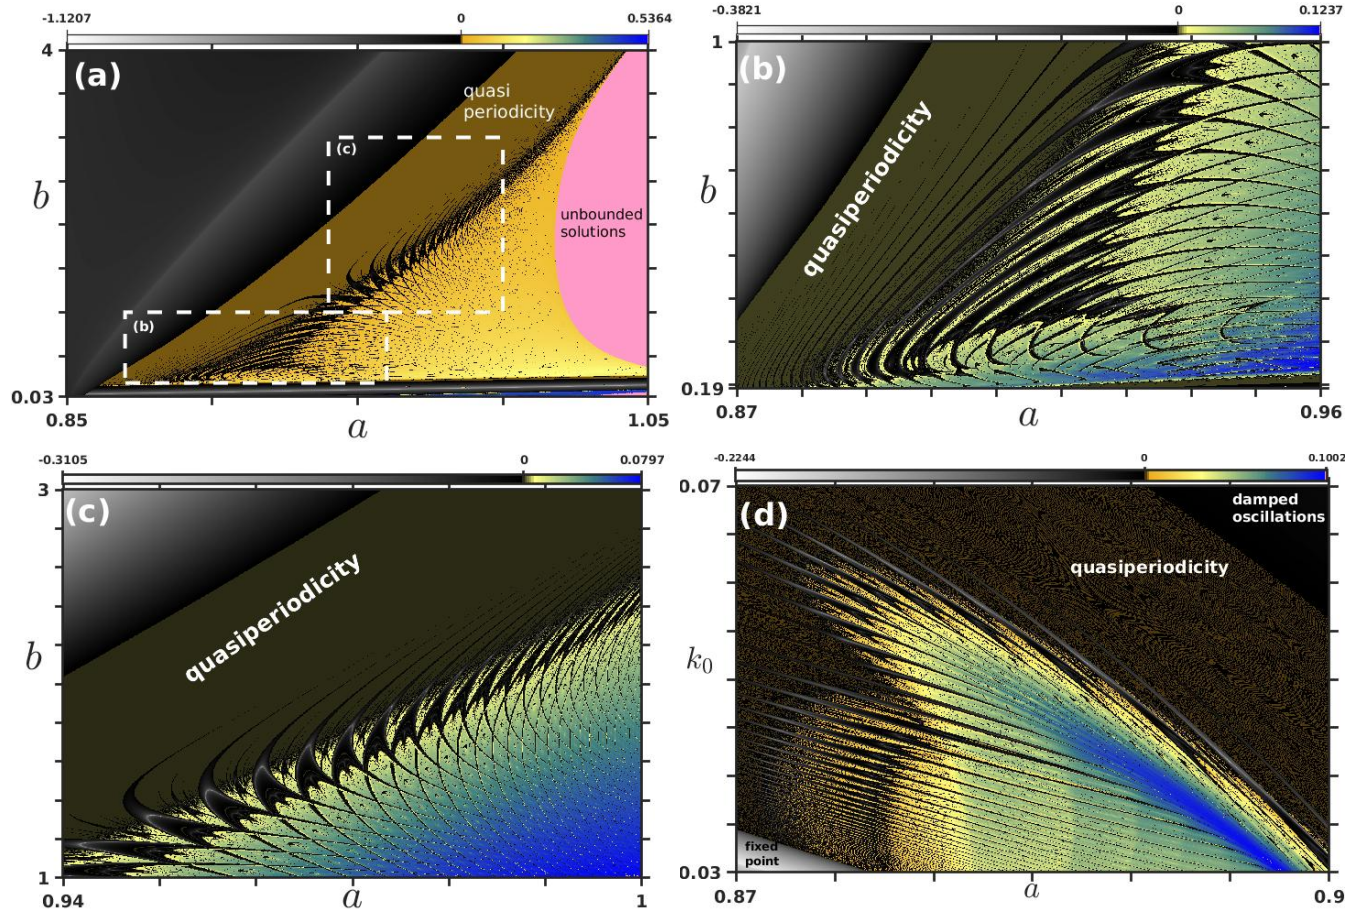 -1.1207 0 0.5364
(a)
4
b
0.03
0.85 a 1.05
quasi
periodicity
(c)
unbounded
solutions
(b)
-0.3821 0 0.1237
(b)
1
b
0.19
0.87 a 0.96
quasiperiodicity
-0.3105 0 0.0797
(c)
3
b
1
0.94 a 1
quasiperiodicity
-0.2244 0 0.1002
(d)
0.07
k0
0.03
0.87 a 0.9
damped
oscillations
quasiperiodicity
fixed
point